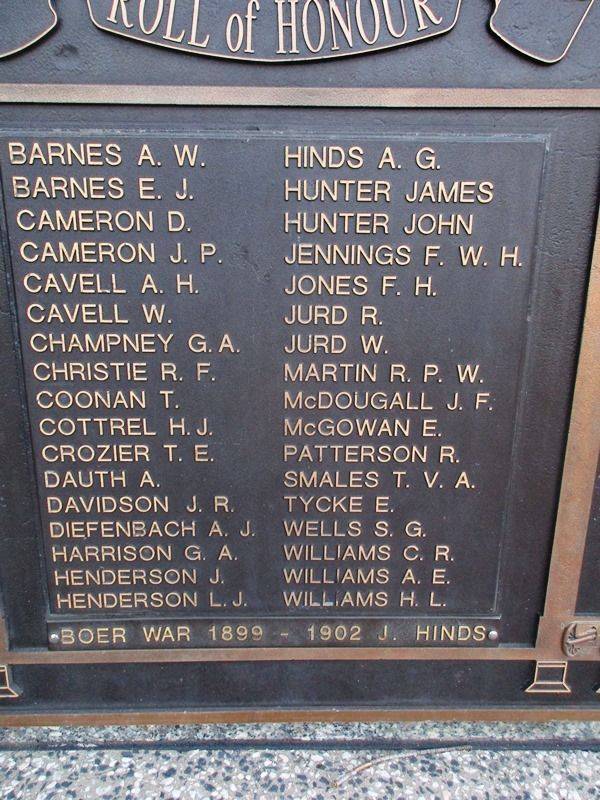 ROLL of HONOUR
BARNES A. W.
BARNES E. J.
CAMERON D.
CAMERON J. P.
CAVELL A. H.
CAVELL W.
CHAMPNEY G.A.
CHRISTIE R. F.
COONAN T.
COTTREL H.J.
CROZIER T. E.
DAUTH A.
DAVIDSON J. R.
DIEFENBACH A. J.
HARRISON G. A.
HENDERSON J.
HENDERSON L.J.
HINDS A. G.
HUNTER JAMES
HUNTER JOHN
JENNINGS F. W. H.
JONES F. H.
JURD R.
JURD W.
MARTIN R. P. W.
McDOUGALL J. F.
McGOWAN E.
PATTERSON R.
SMALES T. V. A.
TYCKE E.
WELLS S. G.
WILLIAMS C. R.
WILLIAMS A. E.
WILLIAMS H. L.
BOER WAR 1899 - 1902 J. HINDS